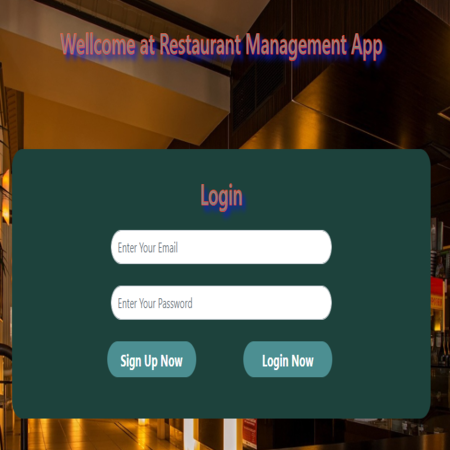 Wellcome at Restaurant Management App
Login
Enter Your Email
Enter Your Password
Sign Up Now
Login Now